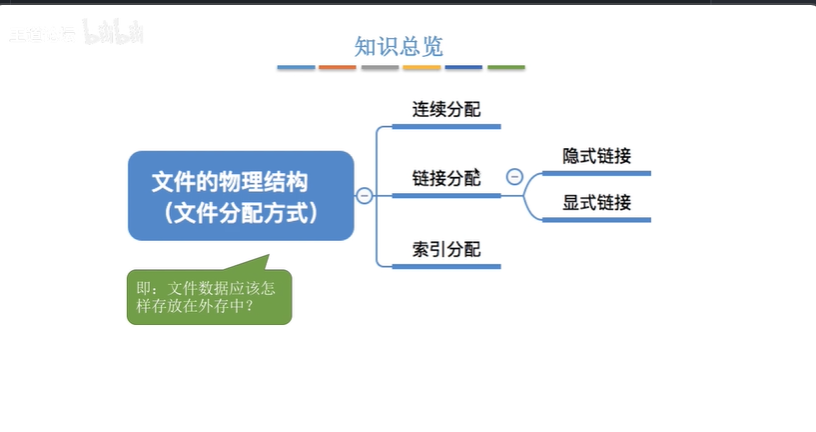 知识总览
连续分配
隐式链接
文件的物理结构
（文件分配方式）
链接分配
显式链接
索引分配
即：文件数据应该怎
样存放在外存中？